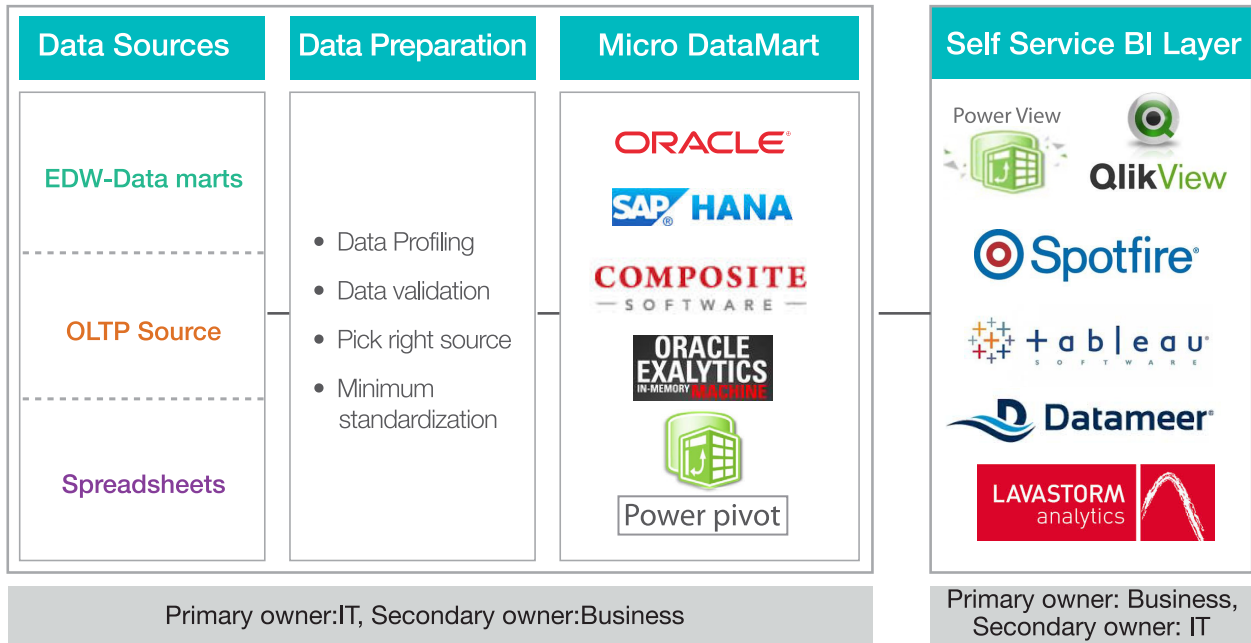 Data Sources
EDW-Data marts
OLTP Source
Spreadsheets
Data Preparation
• Data Profiling
• Data validation
• Pick right source
• Minimum
standardization
Micro DataMart
ORACLE®
SAP® HANA
COMPOSITE
SOFTWARE
ORACLE
EXALYTICS
IN-MEMORY MACHINE
Power pivot
Primary owner:IT, Secondary owner:Business
Self Service BI Layer
Power View
QlikView
Spotfire®
+ableau®
SOFTWARE
Datameer®
LAVASTORM
analytics
Primary owner: Business,
Secondary owner: IT